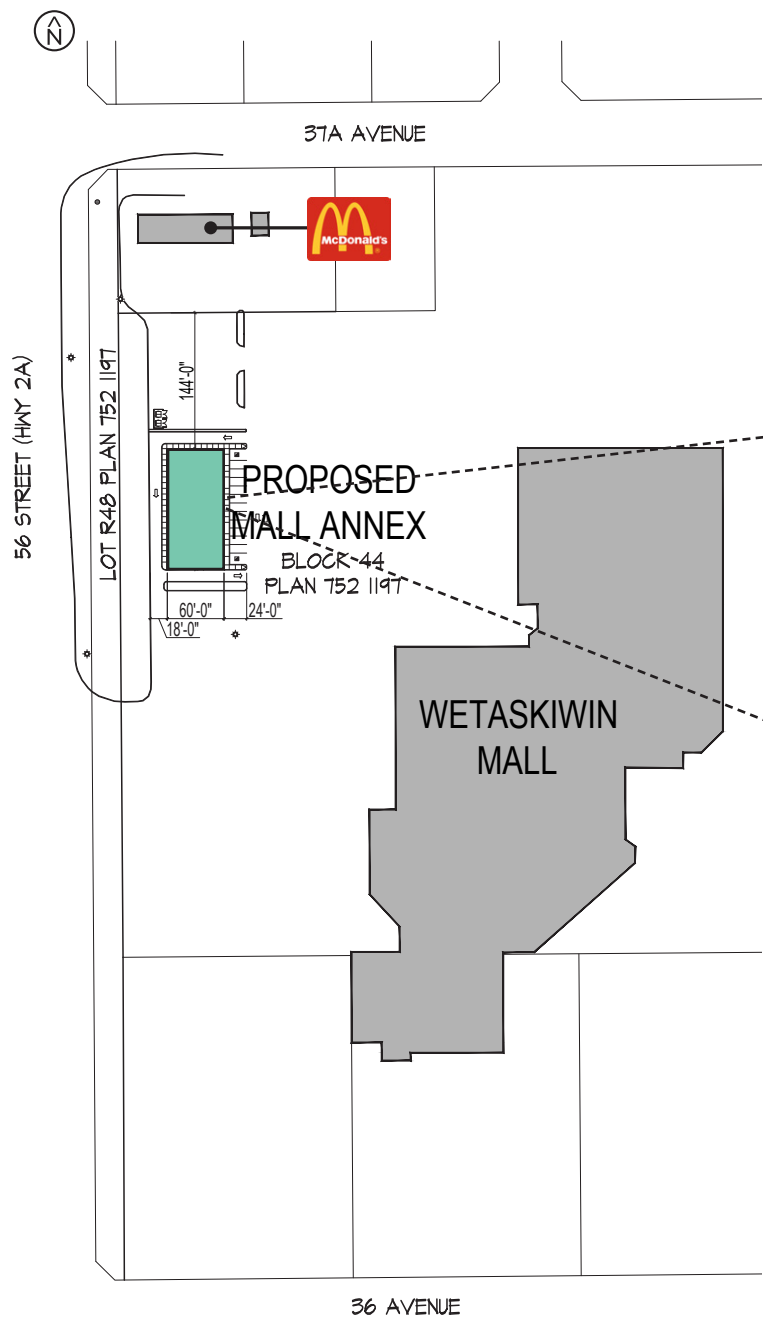 N
37A AVENUE
McDonald's
56 STREET (HWY 2A)
LOT R48 PLAN 752 1197
144'-0"
PROPOSED
MALL ANNEX
BLOCK 44
PLAN 752 1197
60'-0"
24'-0"
18'-0"
WETASKIWIN
MALL
36 AVENUE